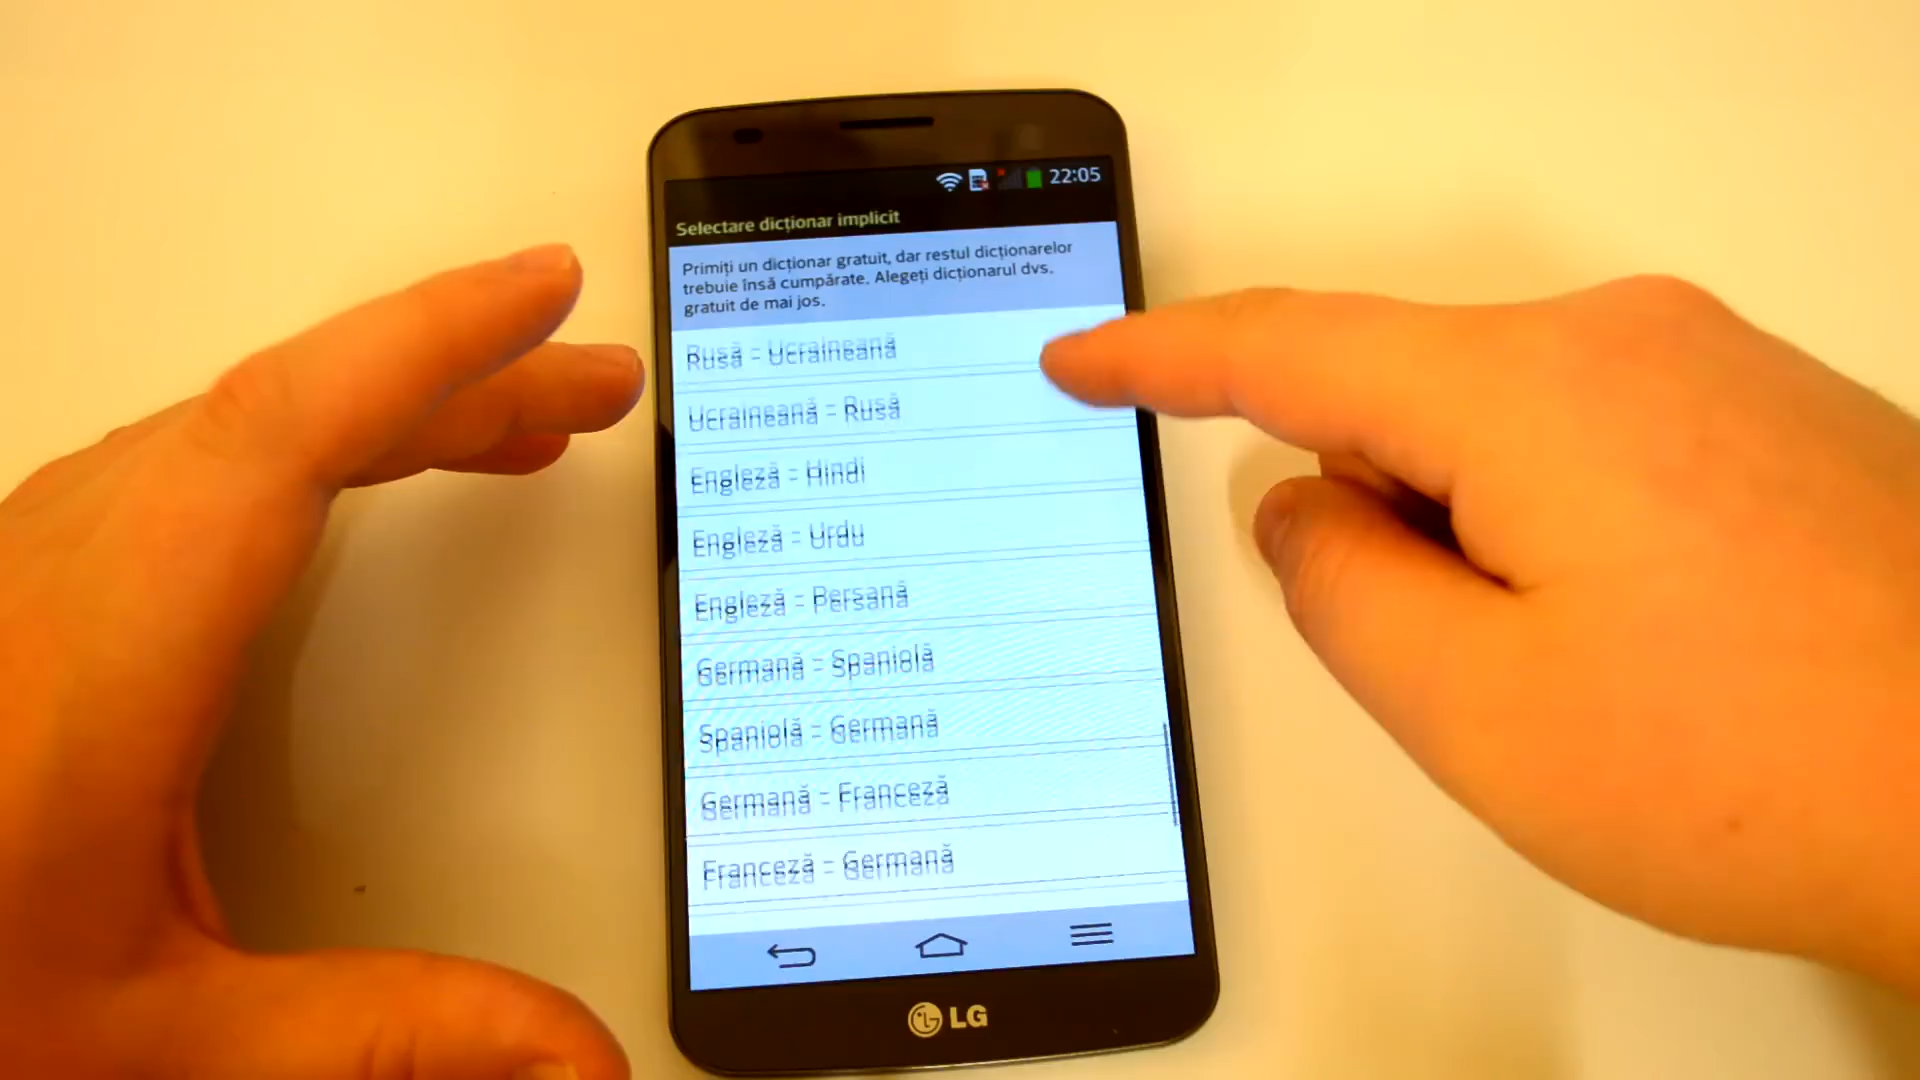 22:05
Selectare dicționar implicit
Primiți un dicționar gratuit, dar restul dicționarelor
trebuie însă cumpărate. Alegeți dicționarul dvs.
gratuit de mai jos.
Rusă - Ucraineană
Ucraineană - Rusă
Engleză - Hindi
Engleză - Urdu
Engleză - Persană
Germană - Spaniolă
Spaniolă - Germană
Germană - Franceză
Franceză - Germană
LG